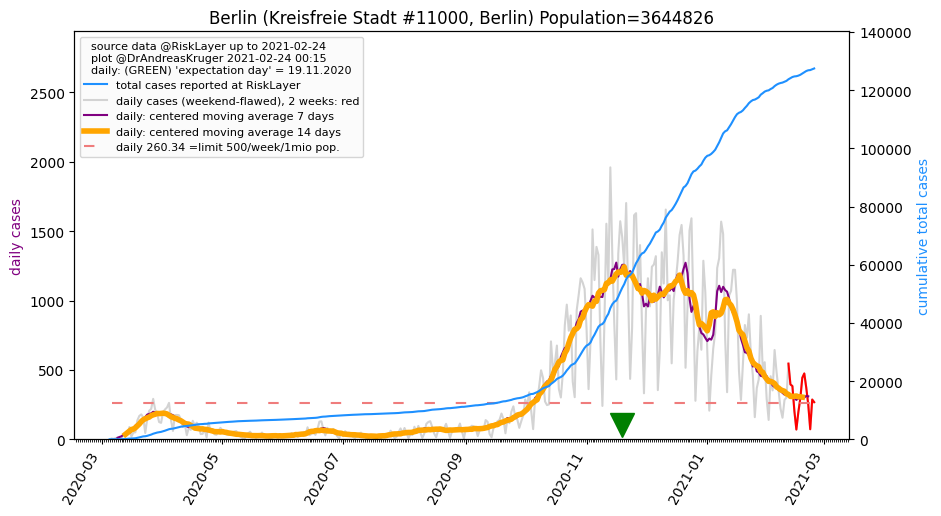 Berlin (Kreisfreie Stadt #11000, Berlin) Population=3644826
source data @RiskLayer up to 2021-02-24
plot @DrAndreasKruger 2021-02-24 00:15
daily: (GREEN) 'expectation day' = 19.11.2020
total cases reported at RiskLayer
daily cases (weekend-flawed), 2 weeks: red
daily: centered moving average 7 days
daily: centered moving average 14 days
daily 260.34 =limit 500/week/1mio pop.
daily cases
2500
2000
1500
1000
500
0
140000
120000
100000
80000
60000
40000
20000
0
cumulative total cases
2020-03
2020-05
2020-07
2020-09
2020-11
2021-01
2021-03